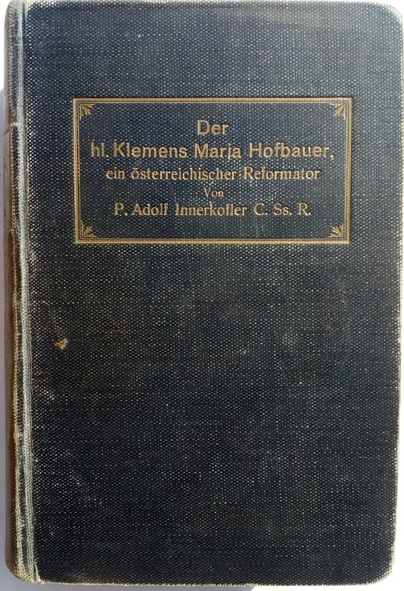 Der
hl. Klemens Maria Hofbauer,
ein österreichischer Reformator
Von
P. Adolf Innerkofler C. Ss. R.